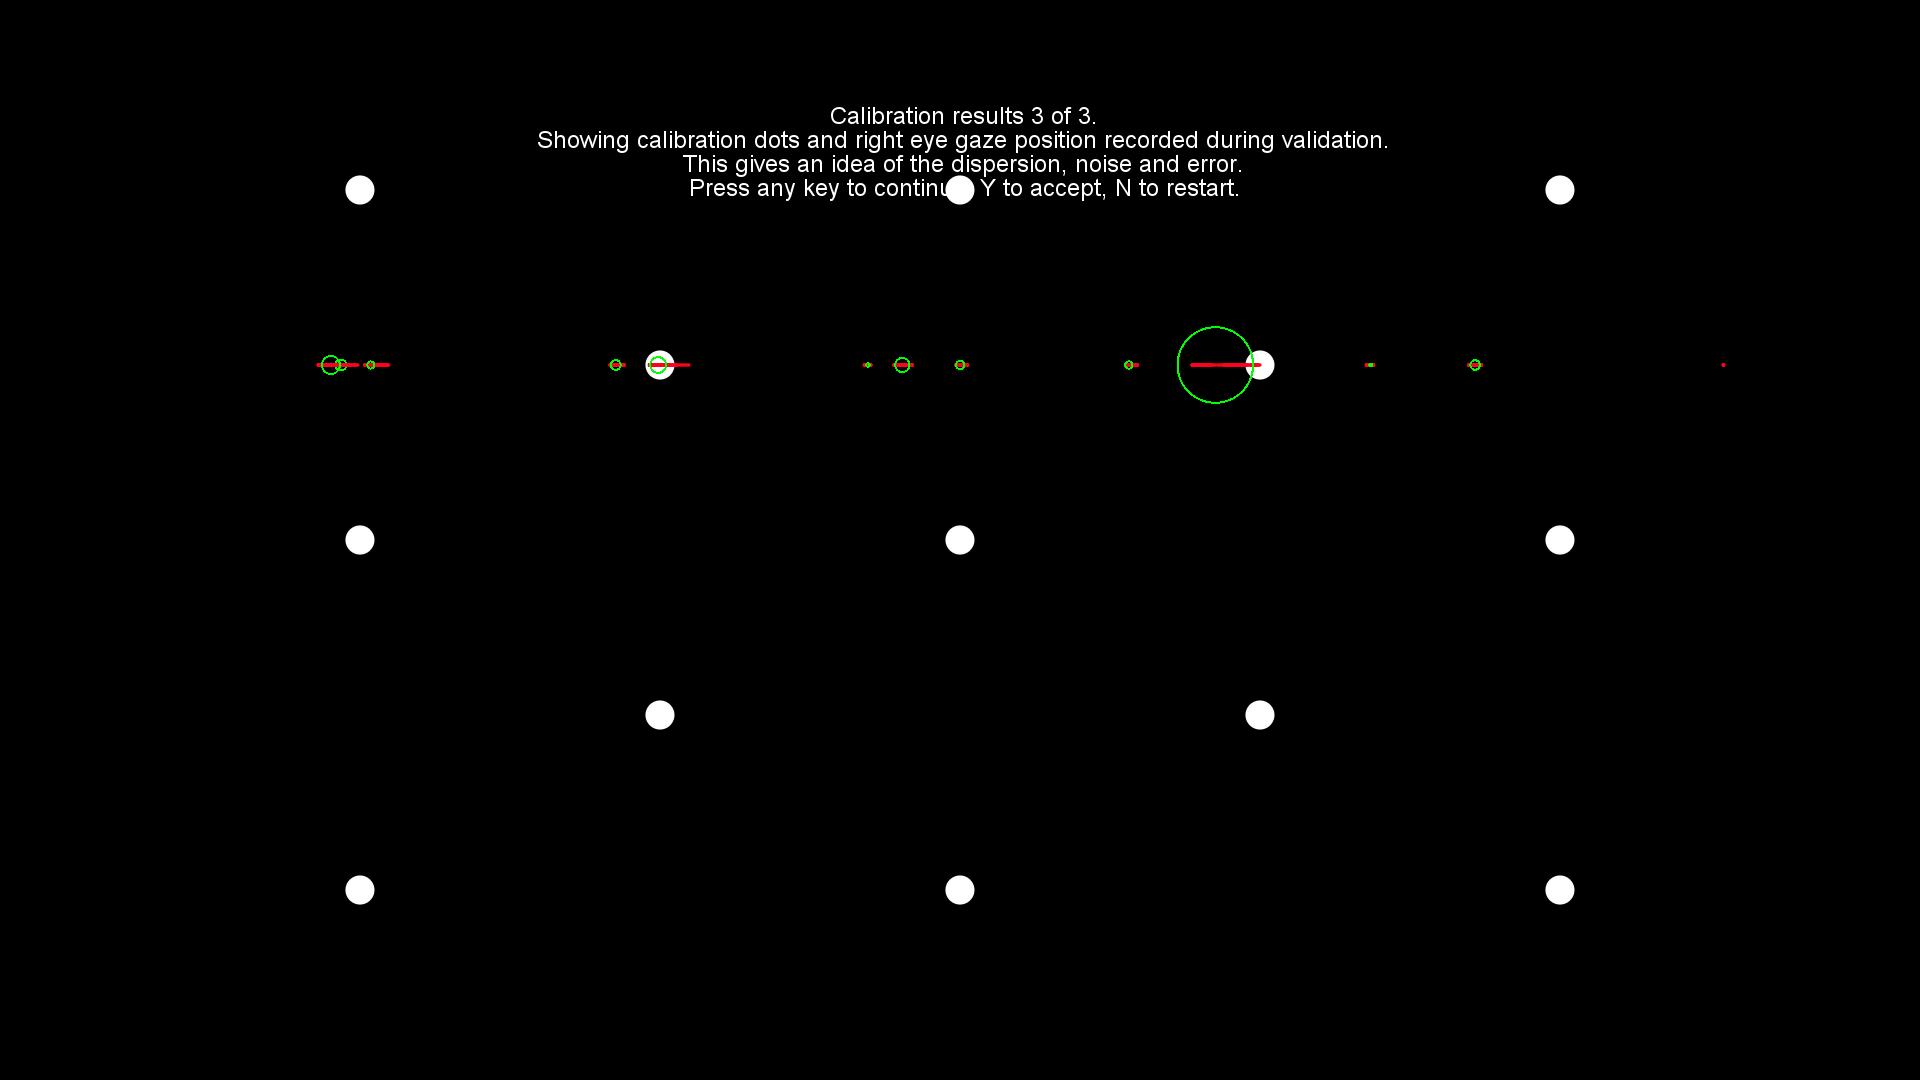 Calibration results 3 of 3.
Showing calibration dots and right eye gaze position recorded during validation.
This gives an idea of the dispersion, noise and error.
Press any key to continu Y to accept, N to restart.